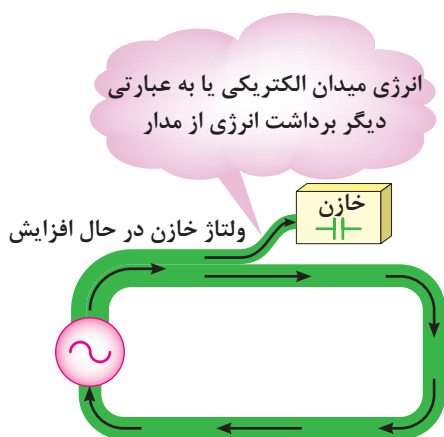 انرژی میدان الکتریکی یا به عبارتی
دیگر برداشت انرژی از مدار
خازن
ولتاژ خازن در حال افزایش